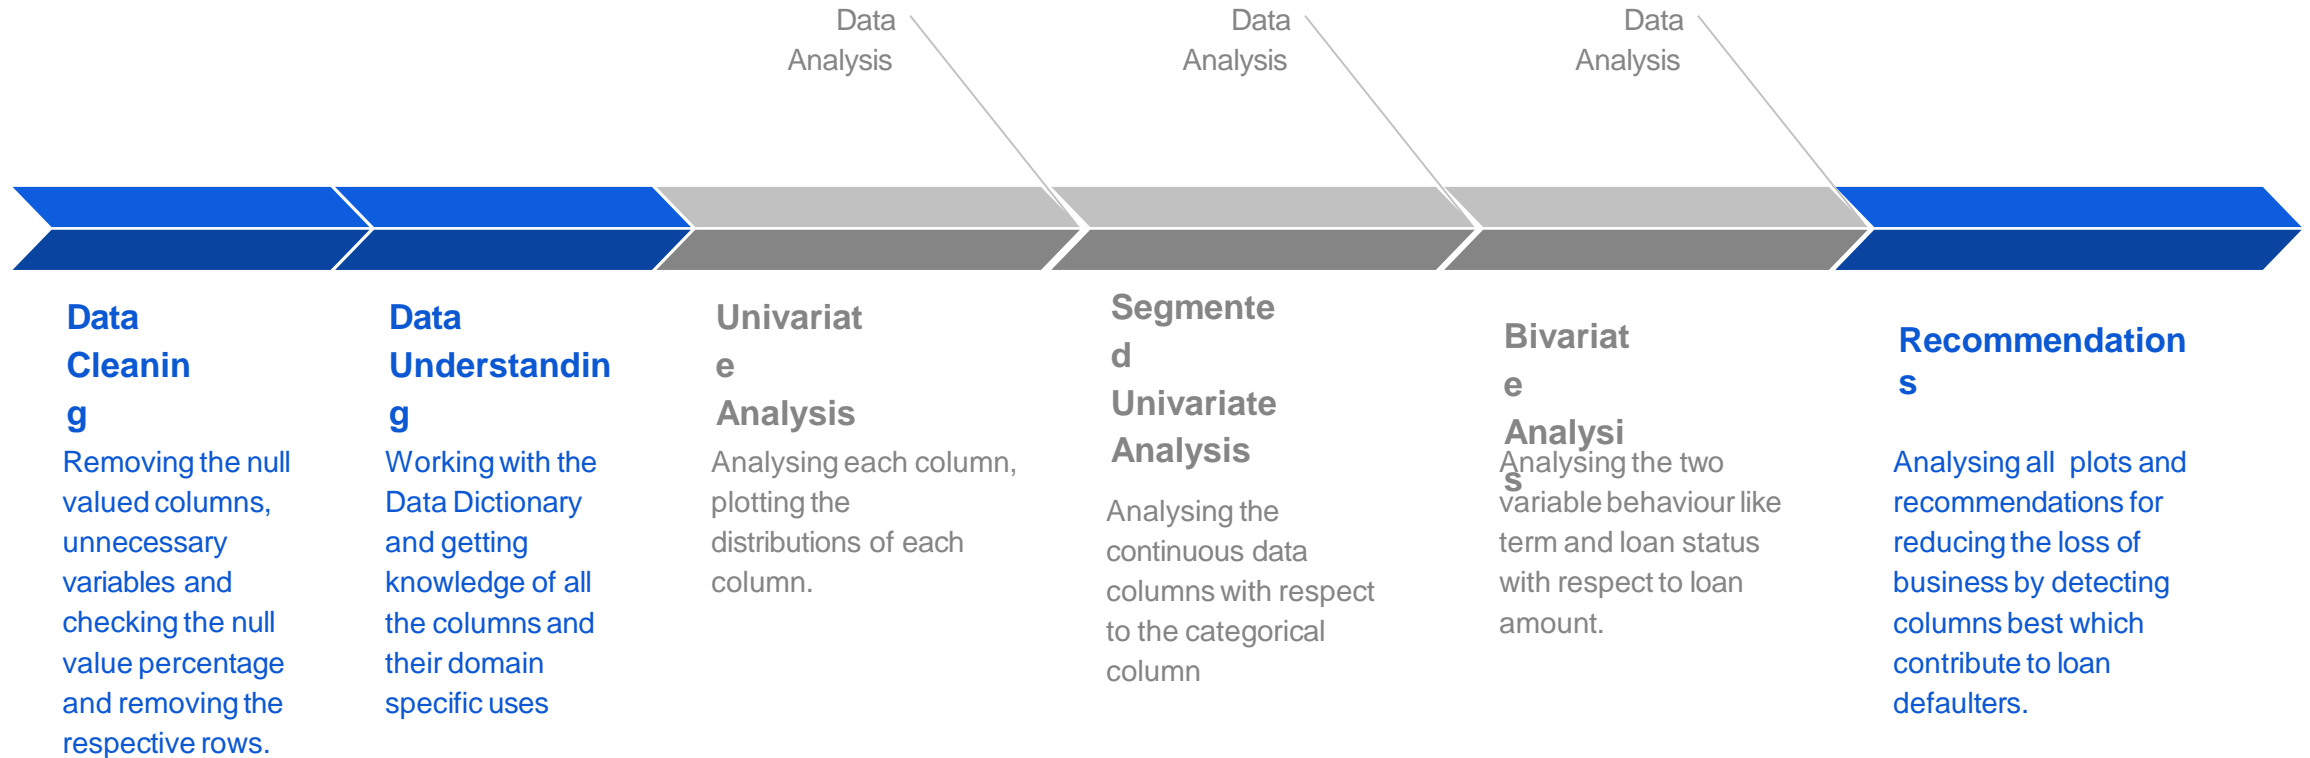 Data
Analysis
Data
Analysis
Data
Analysis
Data
Cleanin
g
Removing the null
valued columns,
unnecessary
variables and
checking the null
value percentage
and removing the
respective rows.
Data
Understandin
g
Working with the
Data Dictionary
and getting
knowledge of all
the columns and
their domain
specific uses
Univariat
e
Analysis
Analysing each column,
plotting the
distributions of each
column.
Segmente
d
Univariate
Analysis
Analysing the
continuous data
columns with respect
to the categorical
column
Bivariat
e
Analysi
s
Analysing the two
variable behaviour like
term and loan status
with respect to loan
amount.
Recommendation
s
Analysing all plots and
recommendations for
reducing the loss of
business by detecting
columns best which
contribute to loan
defaulters.